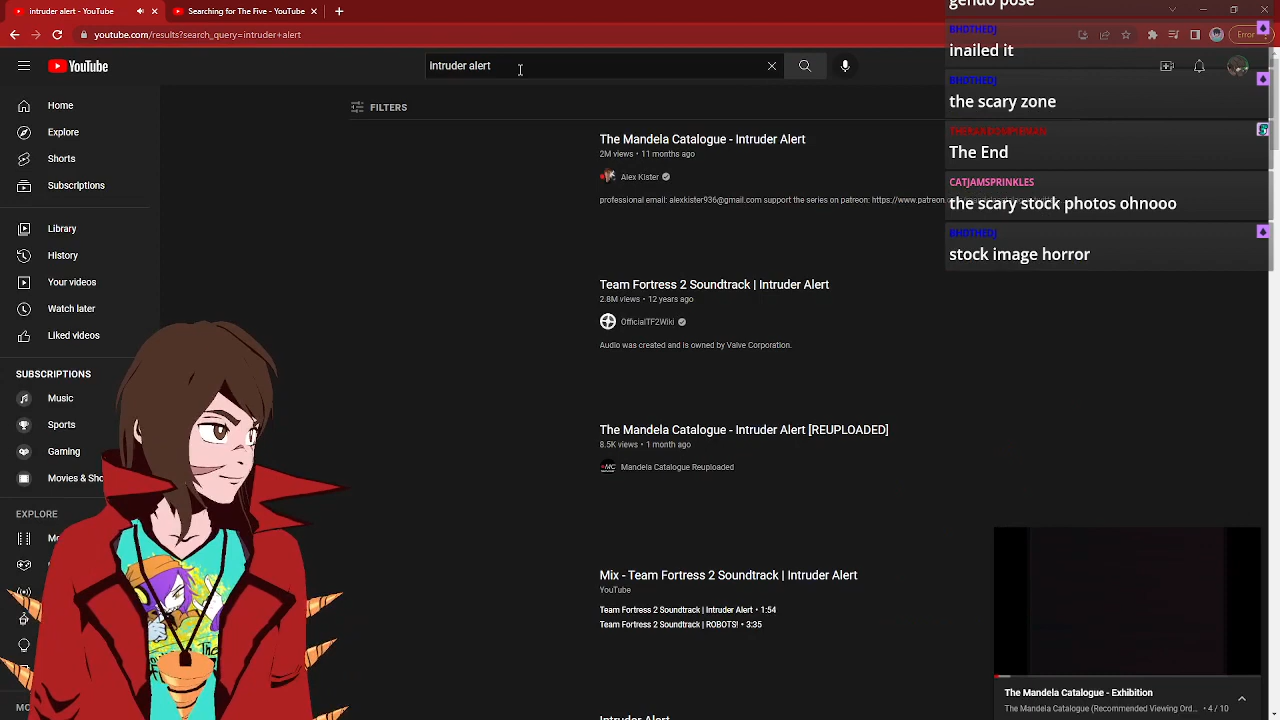 intruder alert - YouTube
Searching for The Five - YouTube
gendo pose
youtube.com/results?search_query=intruder+alert
Error
BH0THEDJ
inailed it
YouTube
Intruder alert
BH0THEDJ
the scary zone
FILTERS
Home
Explore
Shorts
Subscriptions
Library
History
Your videos
Watch later
Liked videos
SUBSCRIPTIONS
Music
Sports
Gaming
Movies & Sho
EXPLORE
The Mandela Catalogue - Intruder Alert
2M views • 11 months ago
Alex Kister
professional email: alexkister936@gmail.com support the series on patreon: https://www.patreon.
The End
CATJAMSPRINKLES
the scary stock photos ohnooo
BH0THEDJ
stock image horror
Team Fortress 2 Soundtrack | Intruder Alert
2.8M views • 12 years ago
OfficialTF2Wiki
Audio was created and is owned by Valve Corporation.
The Mandela Catalogue - Intruder Alert [REUPLOADED]
8.5K views • 1 month ago
Mandela Catalogue Reuploaded
Mix - Team Fortress 2 Soundtrack | Intruder Alert
YouTube
Team Fortress 2 Soundtrack | Intruder Alert • 1:54
Team Fortress 2 Soundtrack | ROBOTS! • 3:35
Intruder Alert
The Mandela Catalogue - Exhibition
The Mandela Catalogue (Recommended Viewing Ord... • 4 / 10